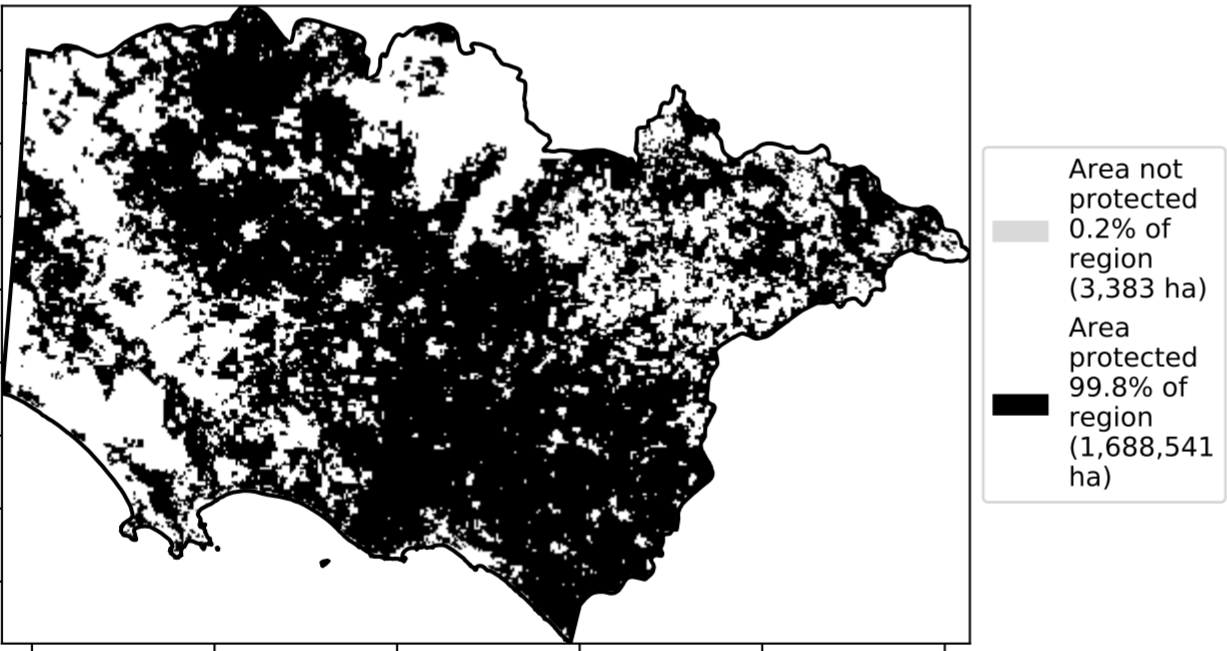 Area not
protected
0.2% of
region
(3,383 ha)
Area
protected
99.8% of
region
(1,688,541
ha)